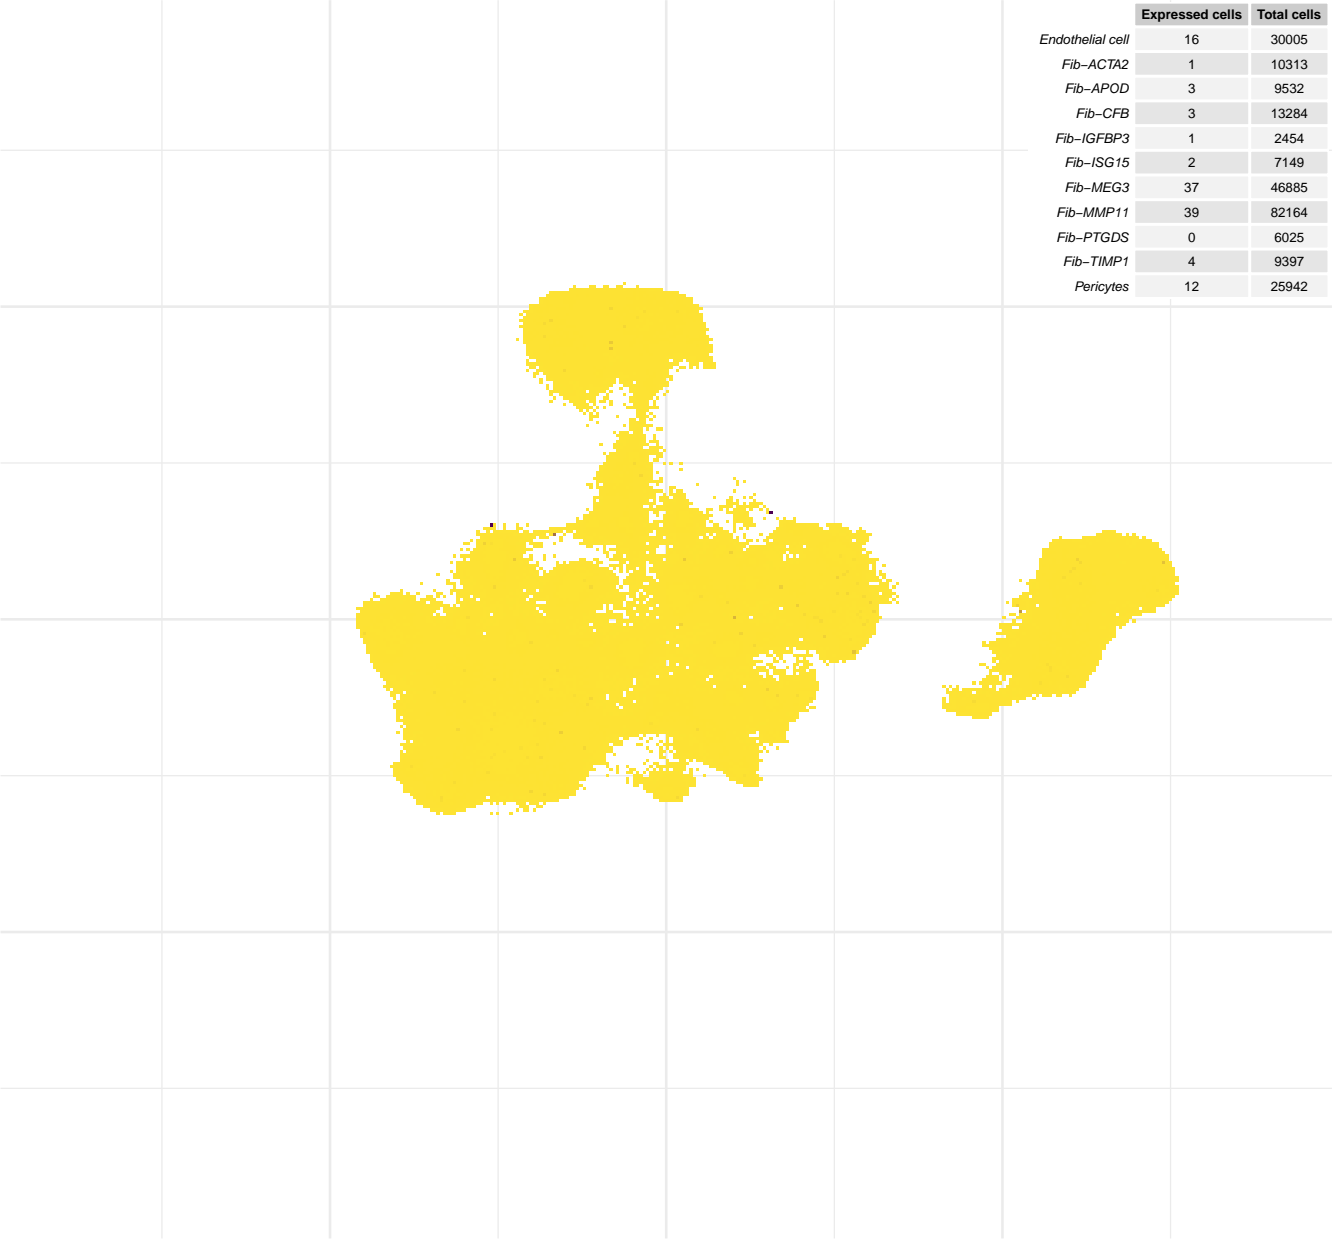 Expressed cells Total cells
Endothelial cell 16 30005
Fib−ACTA2 1 10313
Fib−APOD 3 9532
Fib−CFB 3 13284
Fib−IGFBP3 1 2454
Fib−ISG15 2 7149
Fib−MEG3 37 46885
Fib−MMP11 39 82164
Fib−PTGDS 0 6025
Fib−TIMP1 4 9397
Pericytes 12 25942